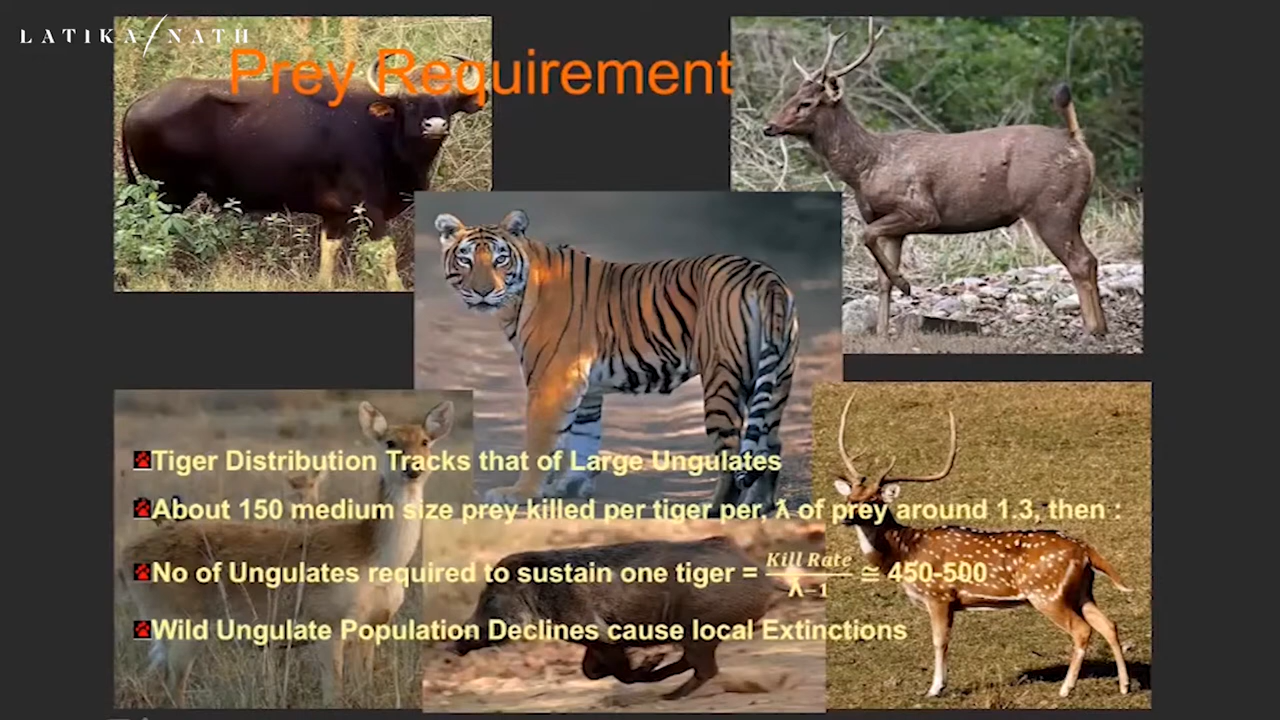 LATIKA/NATH
Prey Requirement
Tiger Distribution Tracks that of Large Ungulates
About 150 medium size prey killed per tiger per, ƛ of prey around 1.3, then :
No of Ungulates required to sustain one tiger = Kill Rate / ƛ−1 ≅ 450-500
Wild Ungulate Population Declines cause local Extinctions